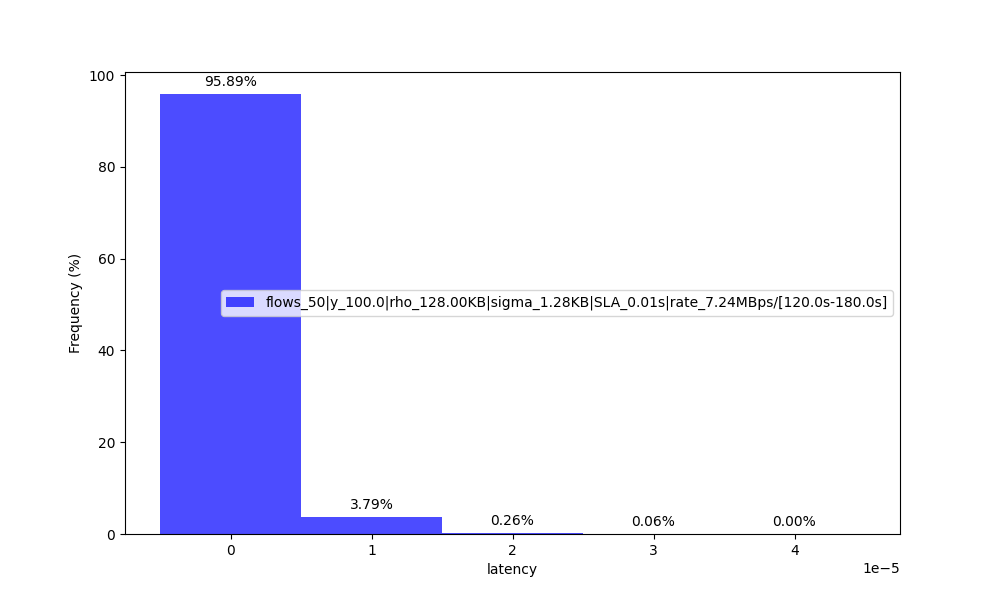 100
80
60
40
20
0
Frequency (%)
95.89%
3.79%
0.26%
0.06%
0.00%
flows_50|y_100.0|rho_128.00KB|sigma_1.28KB|SLA_0.01s|rate_7.24MBps/[120.0s-180.0s]
0 1 2 3 4
latency
1e−5